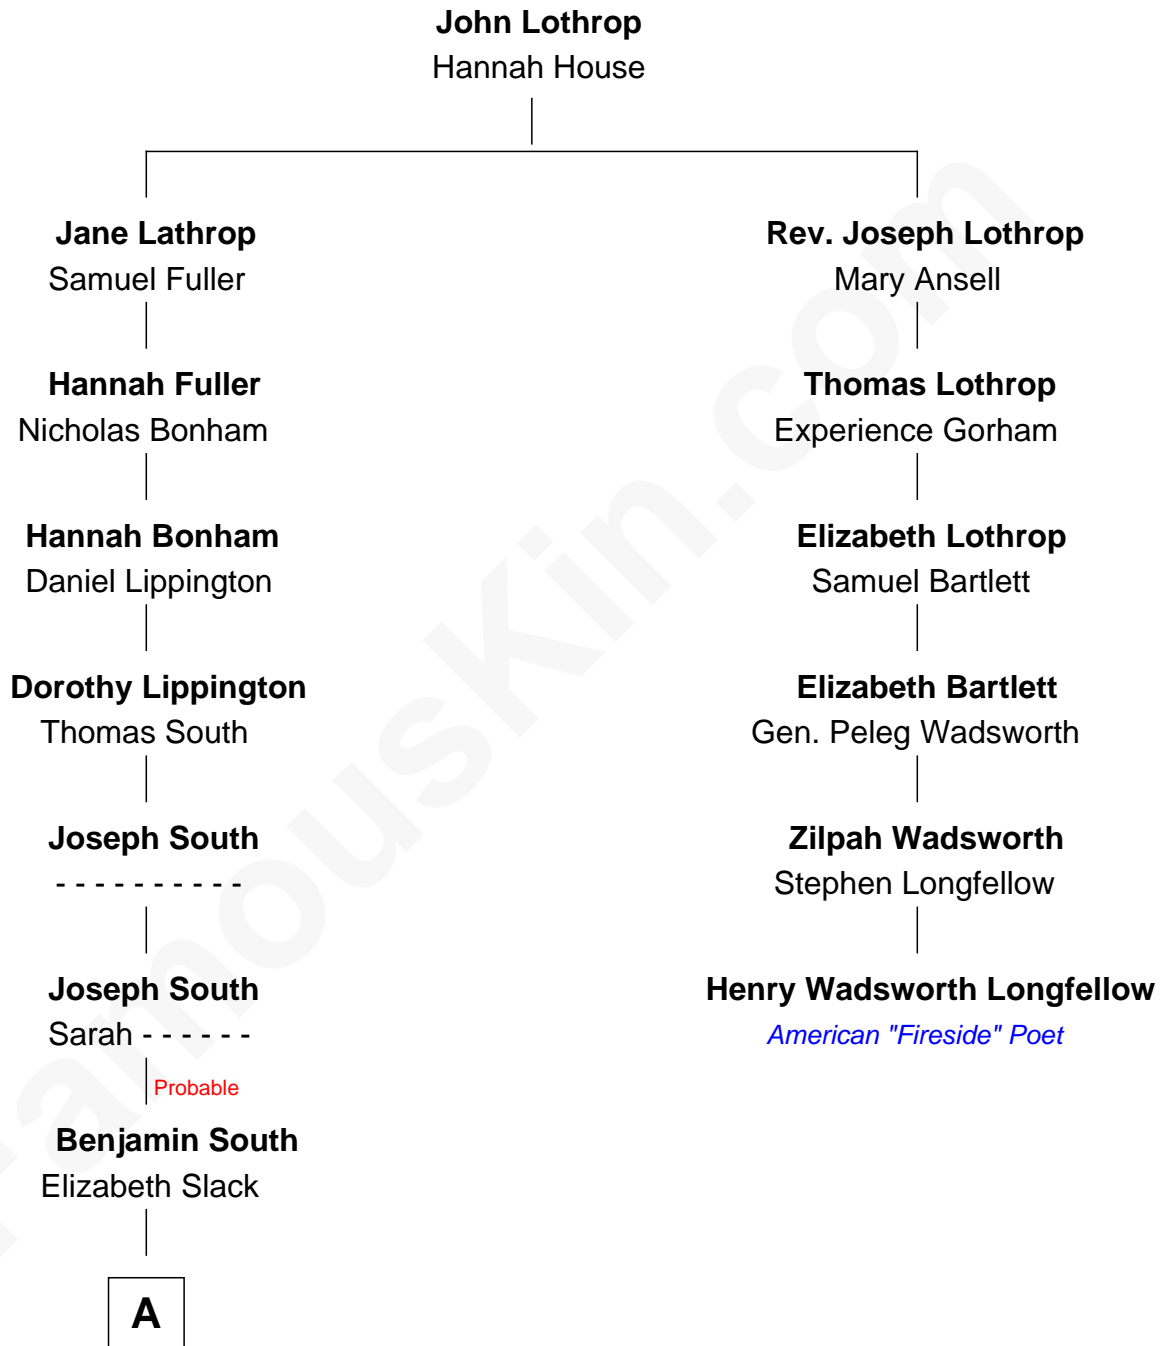 John Lothrop
Hannah House
Jane Lathrop
Samuel Fuller
Hannah Fuller
Nicholas Bonham
Hannah Bonham
Daniel Lippington
Dorothy Lippington
Thomas South
Joseph South
- - - - - - - - - -
Joseph South
Sarah - - - - - -
Probable
Benjamin South
Elizabeth Slack
A
Rev. Joseph Lothrop
Mary Ansell
Thomas Lothrop
Experience Gorham
Elizabeth Lothrop
Samuel Bartlett
Elizabeth Bartlett
Gen. Peleg Wadsworth
Zilpah Wadsworth
Stephen Longfellow
Henry Wadsworth Longfellow
American "Fireside" Poet
FamousKin.com